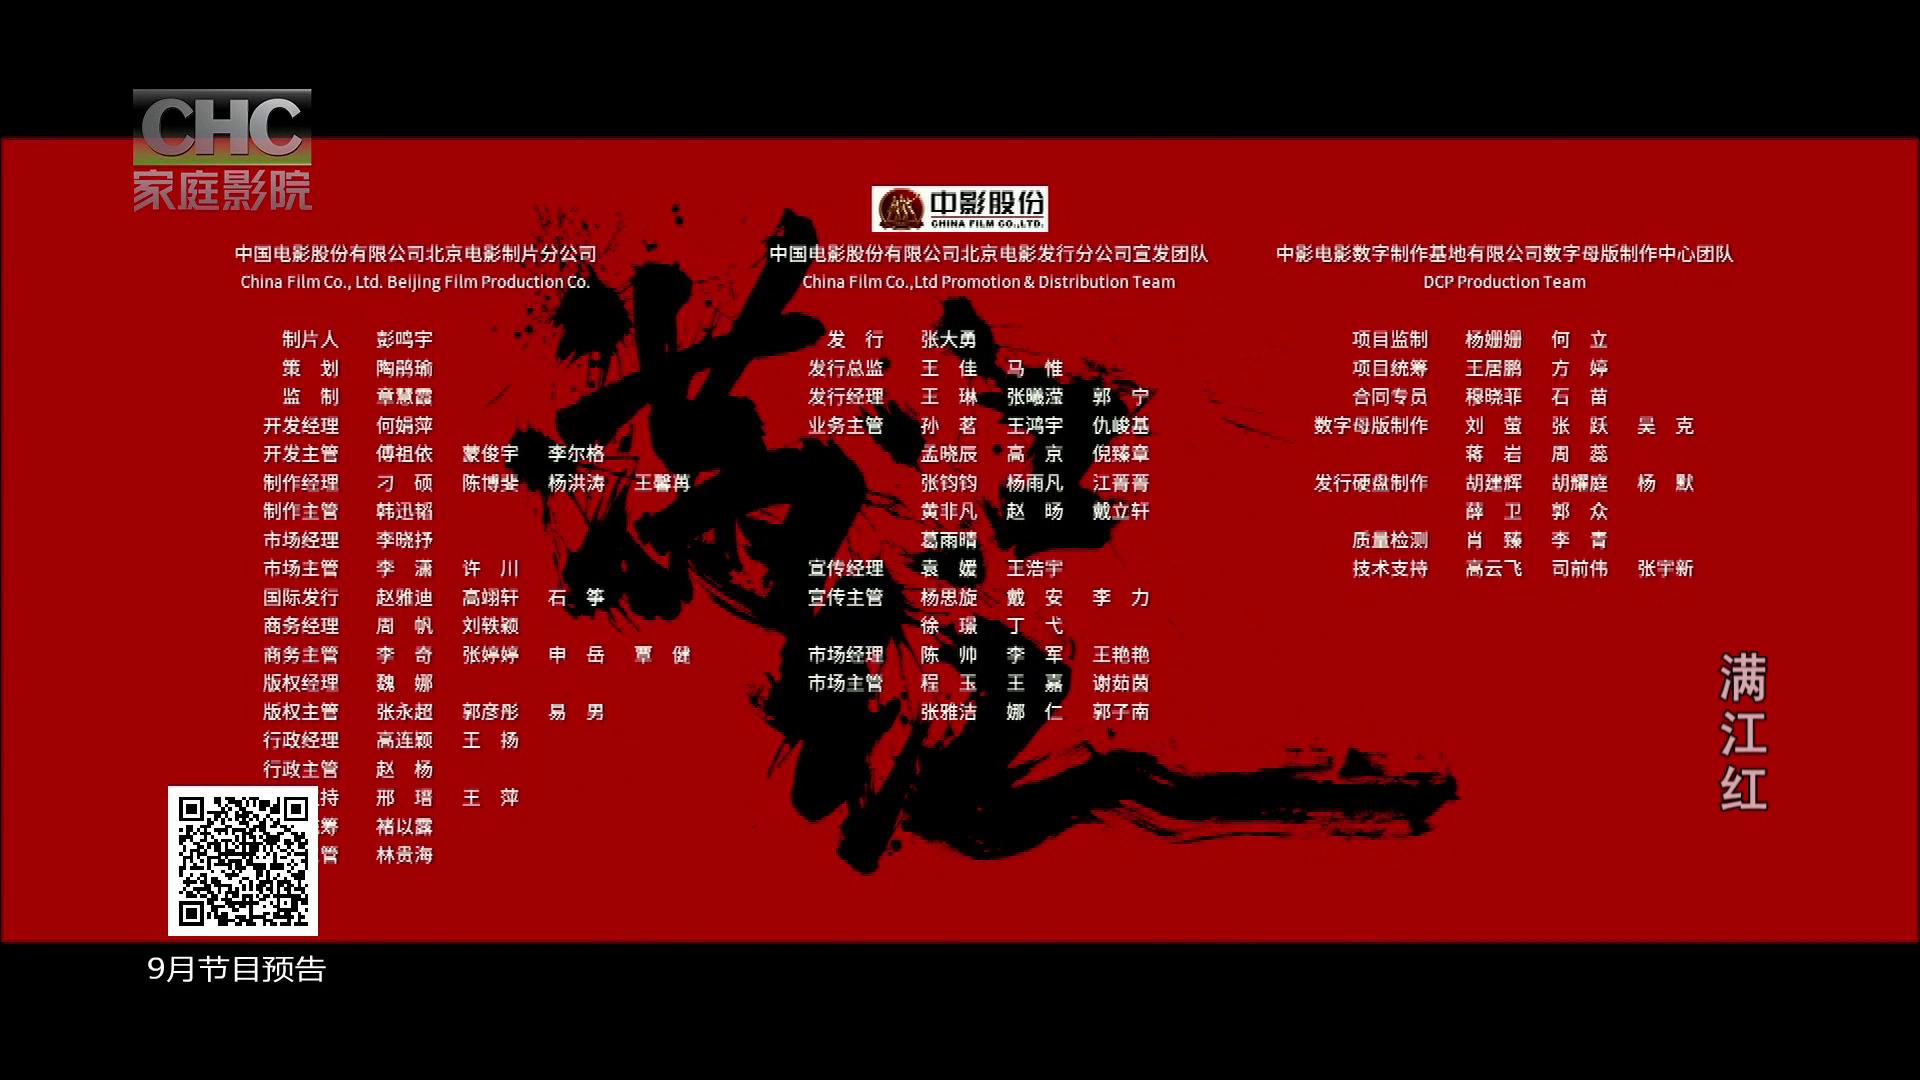 CHC
家庭影院
中影股份
CHINA FILM CO.,LTD.
中国电影股份有限公司北京电影制片分公司
China Film Co., Ltd. Beijing Film Production Co.
制片人 彭鸣宇
策 划 陶鹃瑜
监 制 章慧霞
开发经理 何娟萍
开发主管 傅祖依 蒙俊宇 李尔格
制作经理 刁 硕 陈博斐 杨洪涛 王馨苒
制作主管 韩迅韬
市场经理 李晓抒
市场主管 李 潇 许 川
国际发行 赵雅迪 高翊轩 石 筝
商务经理 周 帆 刘轶颖
商务主管 李 奇 张婷婷 申 岳 覃 健
版权经理 魏 娜
版权主管 张永超 郭彦彤 易 男
行政经理 高连颖 王 扬
行政主管 赵 杨
持 邢 瑨 王 萍
筹 褚以露
管 林贵海
中国电影股份有限公司北京电影发行分公司宣发团队
China Film Co.,Ltd Promotion & Distribution Team
发 行 张大勇
发行总监 王 佳 马 惟
发行经理 王 琳 张曦滢 郭 宁
业务主管 孙 茗 王鸿宇 仇峻基
孟晓辰 高 京 倪臻章
张钧钧 杨雨凡 江菁菁
黄非凡 赵 旸 戴立轩
葛雨晴
宣传经理 袁 媛 王浩宇
宣传主管 杨思旋 戴 安 李 力
徐 璟 丁 弋
市场经理 陈 帅 李 军 王艳艳
市场主管 程 玉 王 嘉 谢茹茵
张雅洁 娜 仁 郭子南
中影电影数字制作基地有限公司数字母版制作中心团队
DCP Production Team
项目监制 杨姗姗 何 立
项目统筹 王居鹏 方 婷
合同专员 穆晓菲 石 苗
数字母版制作 刘 萤 张 跃 吴 克
蒋 岩 周 蕊
发行硬盘制作 胡建辉 胡耀庭 杨 默
薛 卫 郭 众
质量检测 肖 臻 李 青
技术支持 高云飞 司前伟 张宇新
满江红
9月节目预告